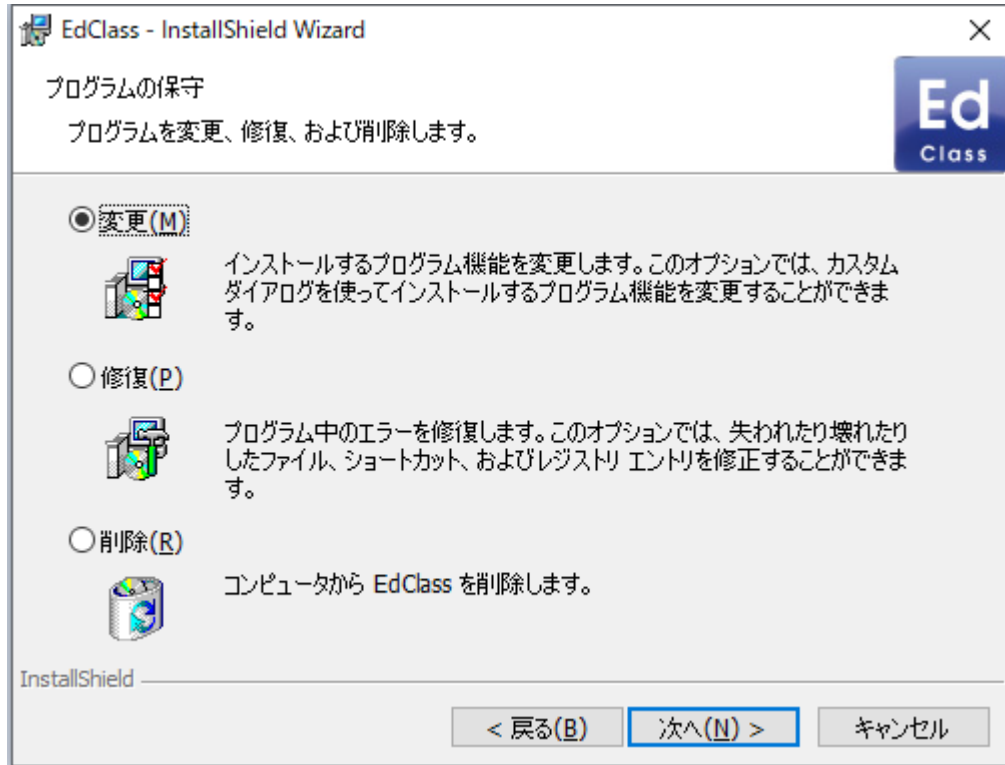 EdClass - InstallShield Wizard
プログラムの保守
プログラムを変更、修復、および削除します。
Ed
Class
変更(M)
インストールするプログラム機能を変更します。このオプションでは、カスタム
ダイアログを使ってインストールするプログラム機能を変更することができま
す。
修復(P)
プログラム中のエラーを修復します。このオプションでは、失われたり壊れたり
したファイル、ショートカット、およびレジストリ エントリを修正することができま
す。
削除(R)
コンピュータから EdClass を削除します。
InstallShield
< 戻る(B)
次へ(N) >
キャンセル